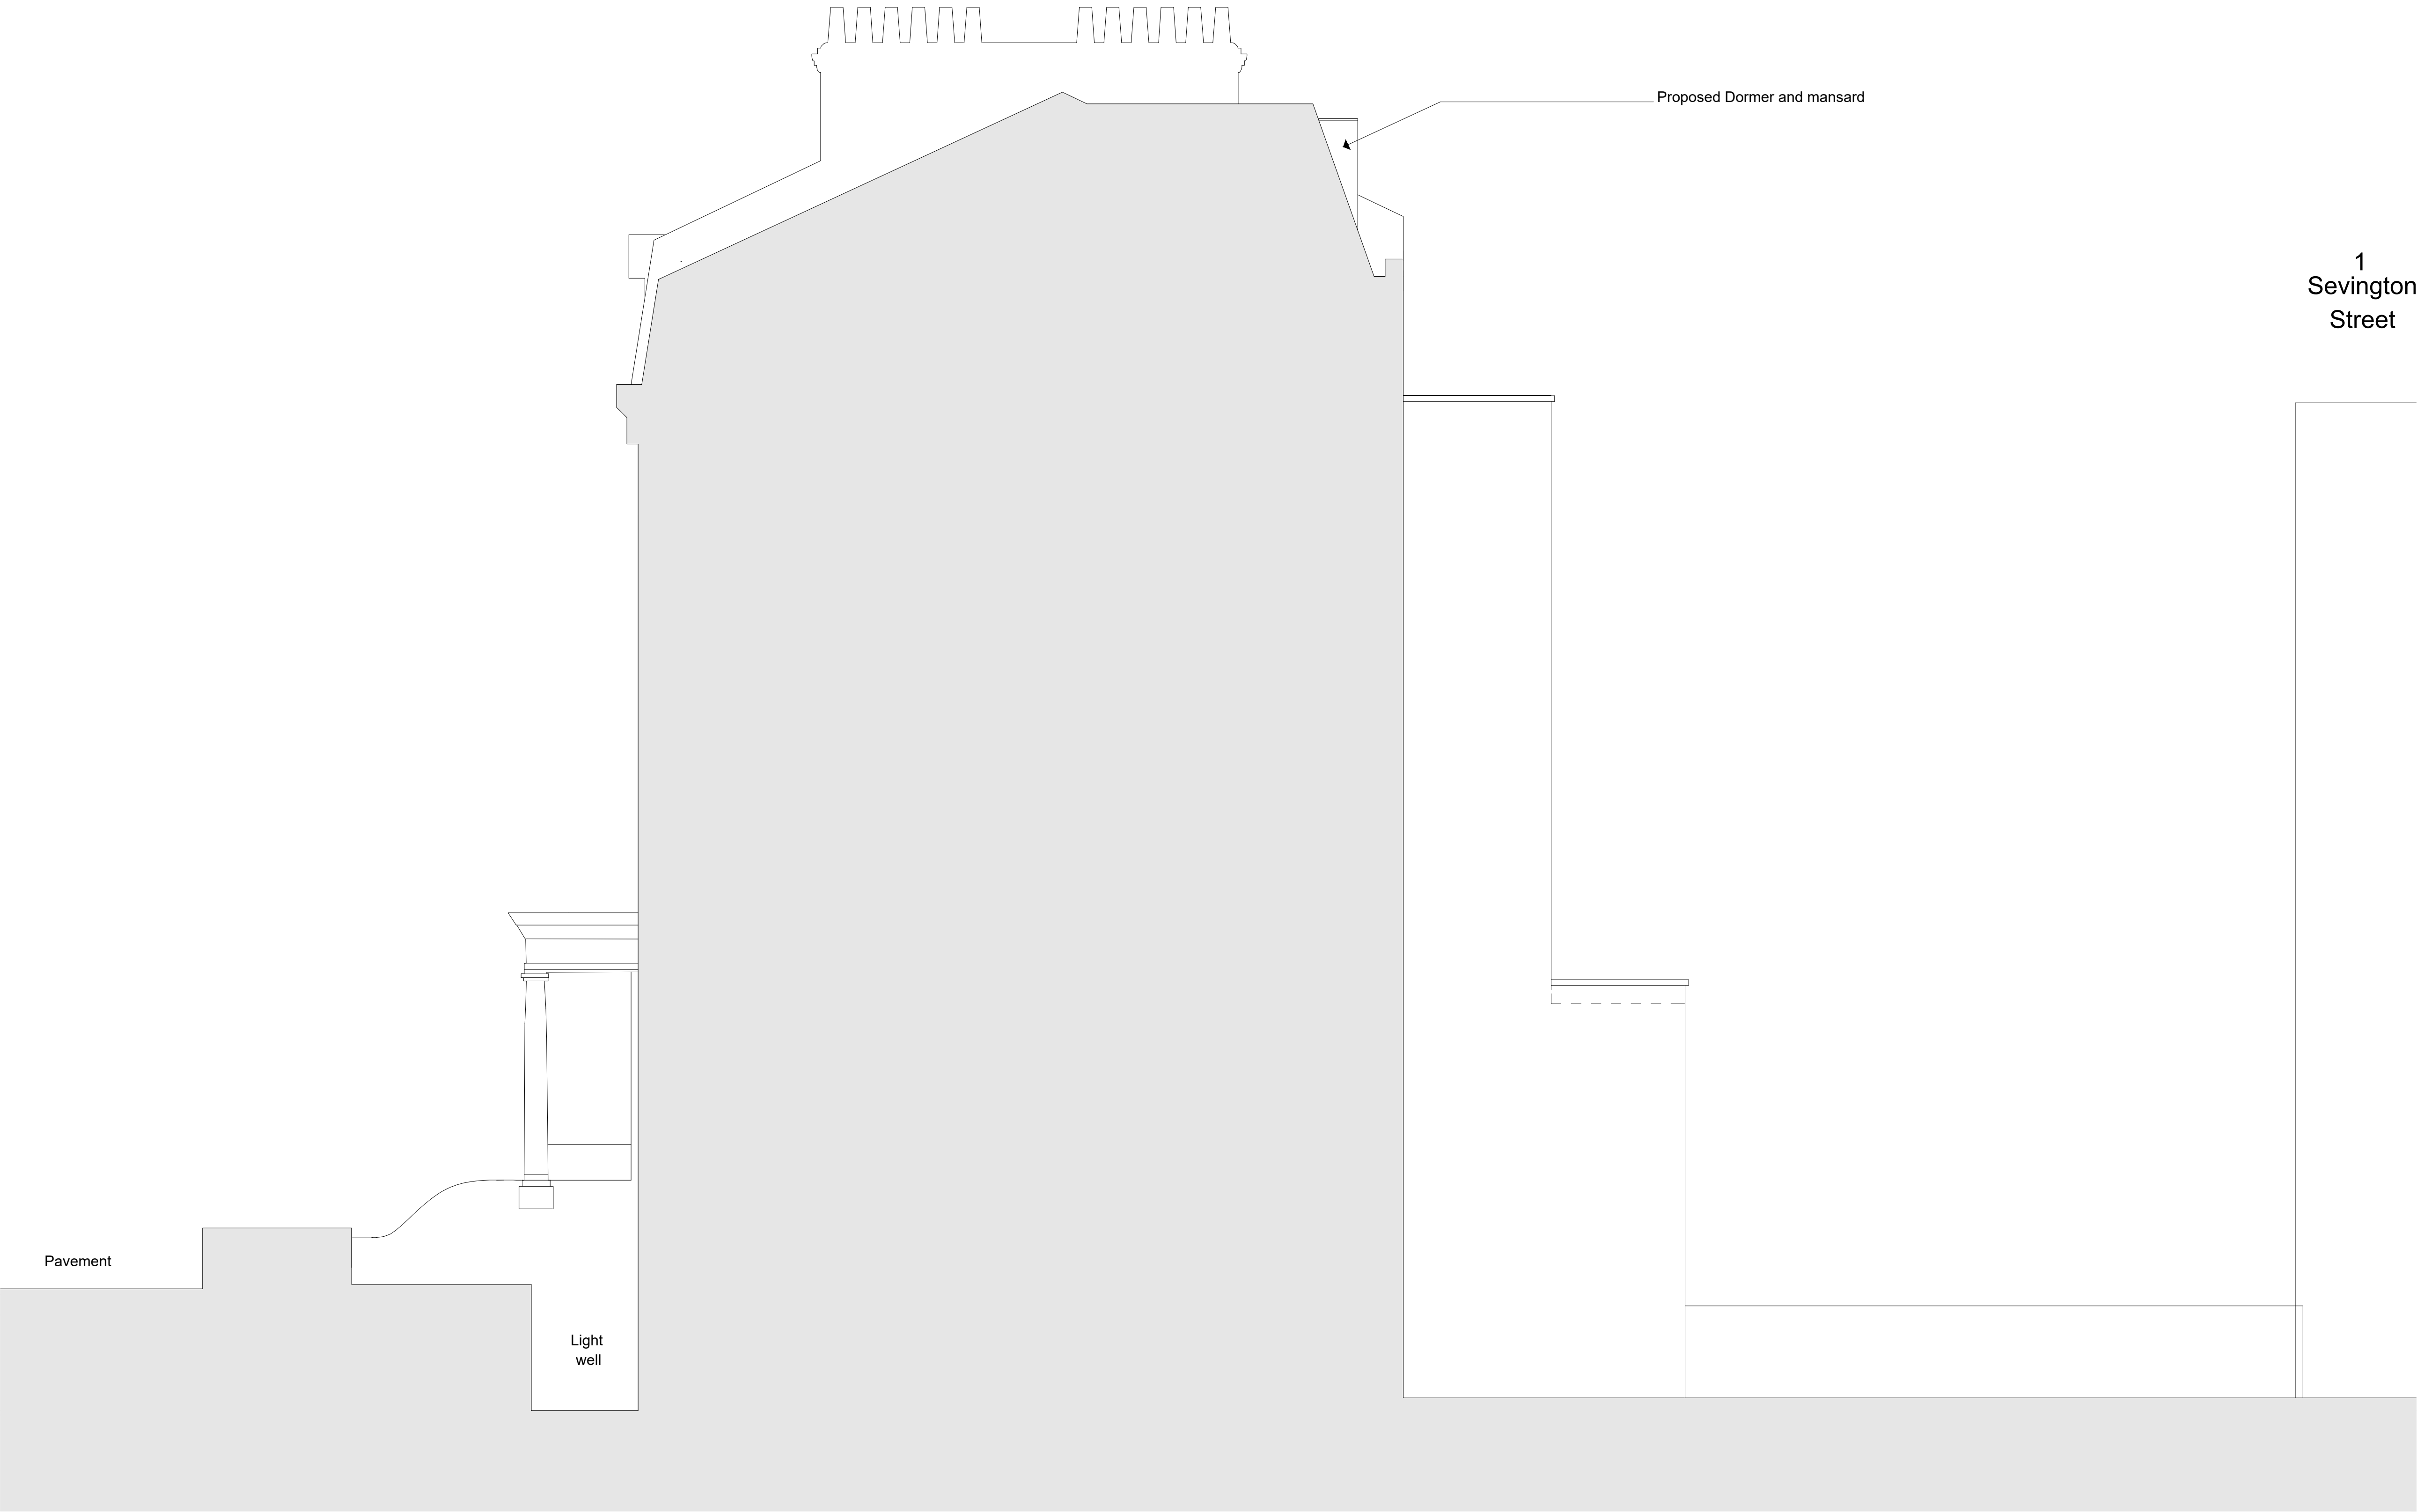 Proposed Dormer and mansard
1
Sevington
Street
Pavement
Light
well